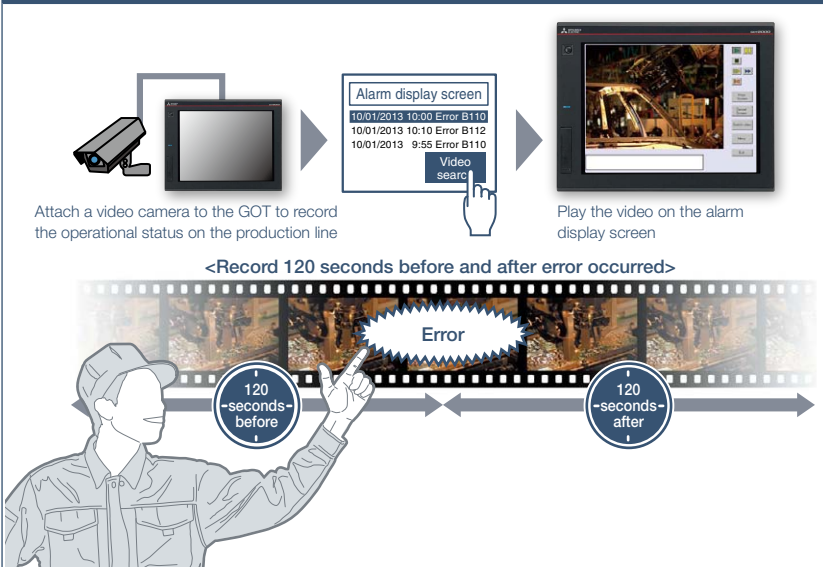 Alarm display screen
10/01/2013 10:00 Error B110
10/01/2013 10:10 Error B112
10/01/2013 9:55 Error B110
Video
searc
Attach a video camera to the GOT to record
the operational status on the production line
Play the video on the alarm
display screen
<Record 120 seconds before and after error occurred>
Error
120
seconds
before
120
seconds
after